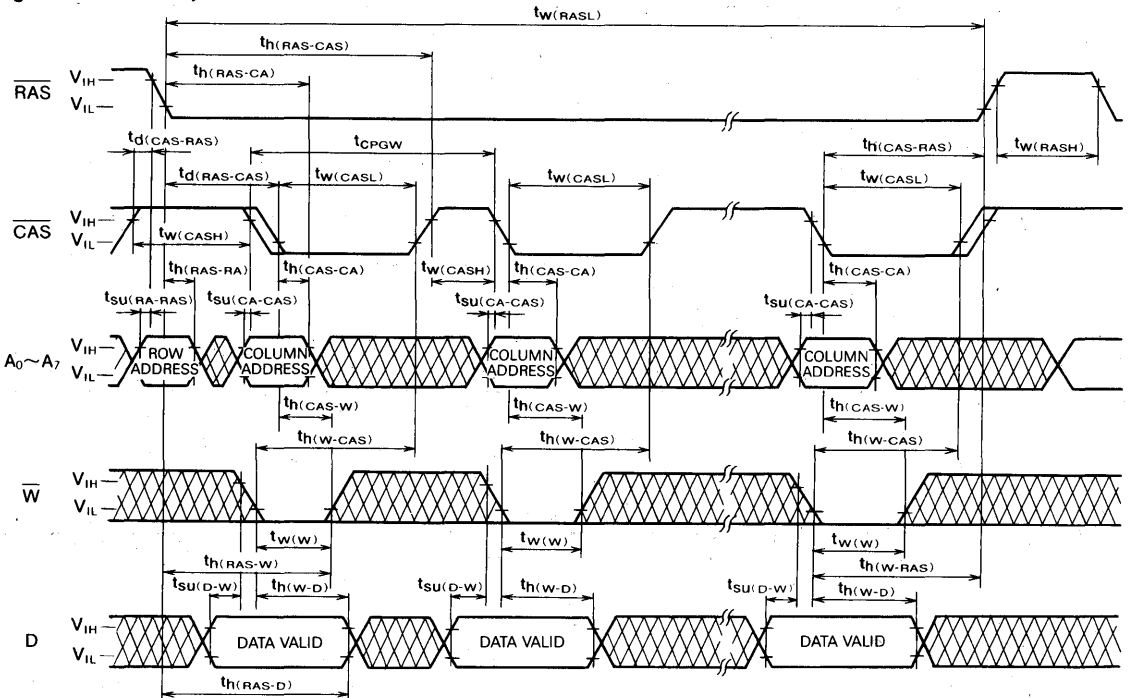 tw(RASL)
th(RAS-CAS)
th(RAS-CA)
RAS
VIH
VIL
td(CAS-RAS)
tCPGW
th(CAS-RAS)
tw(RASH)
td(RAS-CAS)
tw(CASL)
tw(CASL)
tw(CASL)
CAS
VIH
VIL
tw(CASH)
th(RAS-RA)
th(CAS-CA)
tw(CASH)
th(CAS-CA)
th(CAS-CA)
tsu(RA-RAS)
tsu(CA-CAS)
tsu(CA-CAS)
tsu(CA-CAS)
A0~A7
VIH
VIL
ROW ADDRESS
COLUMN ADDRESS
COLUMN ADDRESS
COLUMN ADDRESS
th(CAS-W)
th(CAS-W)
th(CAS-W)
th(W-CAS)
th(W-CAS)
th(W-CAS)
W
VIH
VIL
tw(W)
tw(W)
tw(W)
th(RAS-W)
th(W-RAS)
tsu(D-W)
th(W-D)
tsu(D-W)
th(W-D)
tsu(D-W)
th(W-D)
D
VIH
VIL
DATA VALID
DATA VALID
DATA VALID
th(RAS-D)